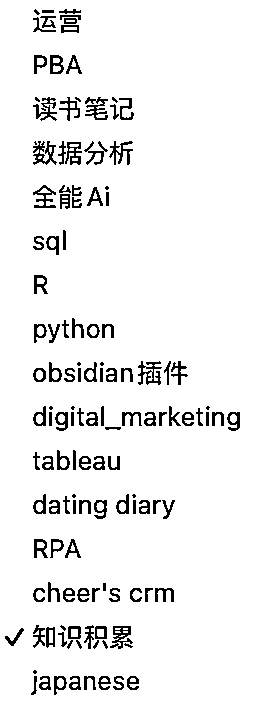 运营
PBA
读书笔记
数据分析
全能Ai
sql
R
python
obsidian插件
digital_marketing
tableau
dating diary
RPA
cheer's crm
✓ 知识积累
japanese